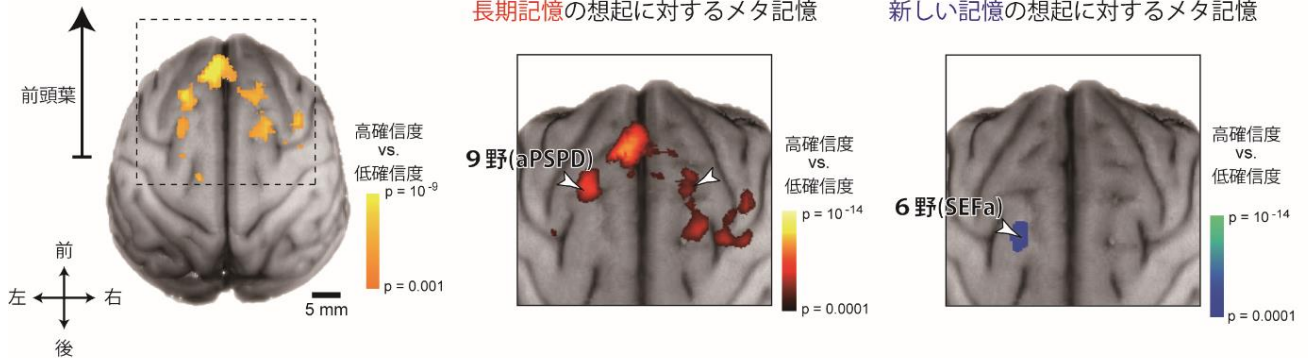 前頭葉
高確信度
vs.
低確信度
p = 10⁻⁹
p = 0.001
前
左
右
後
5 mm
長期記憶の想起に対するメタ記憶
9野(aPSPD)
高確信度
vs.
低確信度
p = 10⁻¹⁴
p = 0.0001
新しい記憶の想起に対するメタ記憶
6野(SEFa)
高確信度
vs.
低確信度
p = 10⁻¹⁴
p = 0.0001